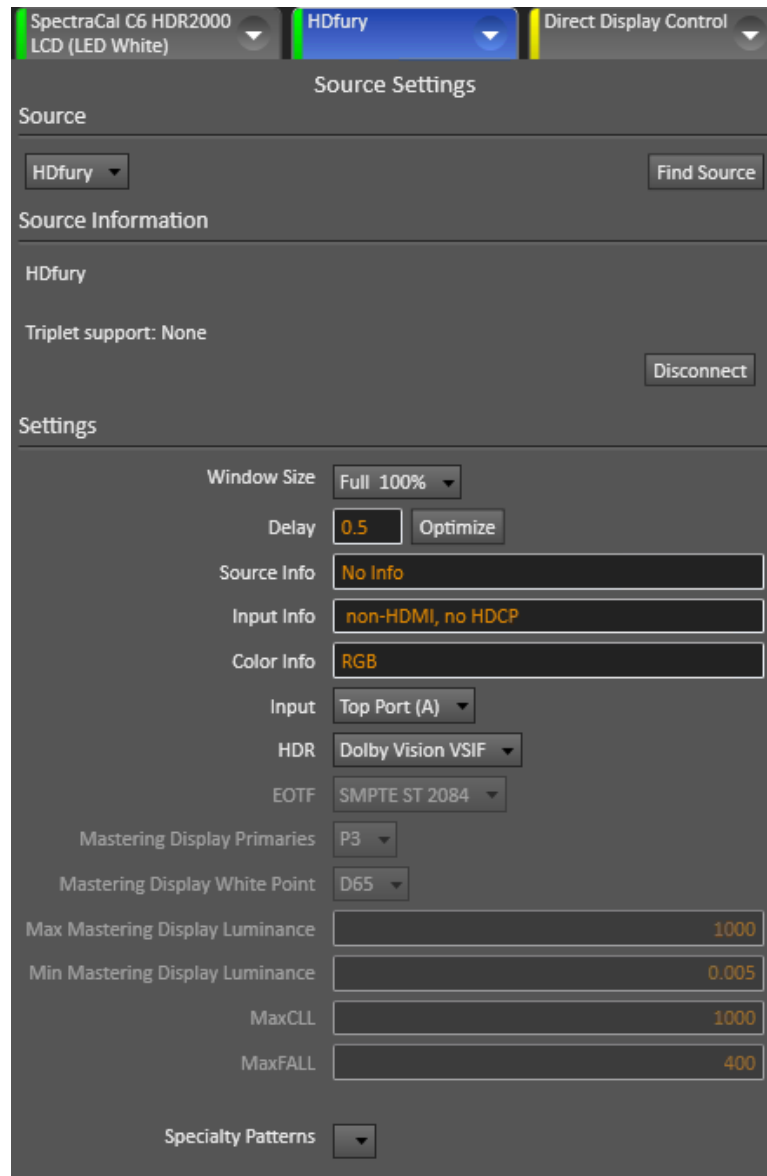 SpectraCal C6 HDR2000
LCD (LED White)
HDfury
Direct Display Control
Source Settings
Source
HDfury
Find Source
Source Information
HDfury
Triplet support: None
Disconnect
Settings
Window Size Full 100%
Delay 0.5 Optimize
Source Info No Info
Input Info non-HDMI, no HDCP
Color Info RGB
Input Top Port (A)
HDR Dolby Vision VSIF
EOTF SMPTE ST 2084
Mastering Display Primaries P3
Mastering Display White Point D65
Max Mastering Display Luminance 1000
Min Mastering Display Luminance 0.005
MaxCLL 1000
MaxFALL 400
Specialty Patterns